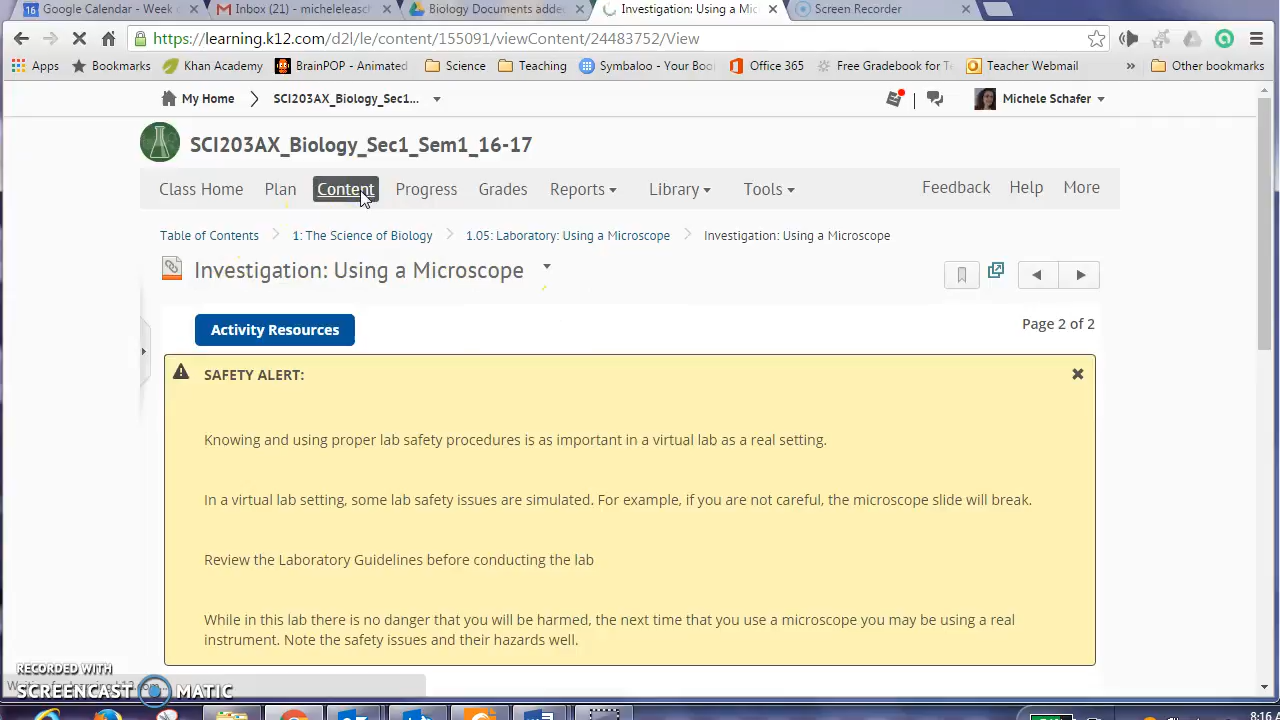 Google Calendar - Week
Inbox (21) - micheleasc
Biology Documents adde
Investigation: Using a Mic
Screen Recorder
https://learning.k12.com/d2l/le/content/155091/viewContent/24483752/View
Apps
Bookmarks
Khan Academy
BrainPOP - Animated
Science
Teaching
Symbaloo - Your Boo
Office 365
Free Gradebook for Te
Teacher Webmail
»
Other bookmarks
My Home
SCI203AX_Biology_Sec1...
Michele Schafer
SCI203AX_Biology_Sec1_Sem1_16-17
Class Home Plan Content Progress Grades Reports Library Tools Feedback Help More
Table of Contents
1: The Science of Biology
1.05: Laboratory: Using a Microscope
Investigation: Using a Microscope
Investigation: Using a Microscope
Activity Resources
Page 2 of 2
SAFETY ALERT:
Knowing and using proper lab safety procedures is as important in a virtual lab as a real setting.
In a virtual lab setting, some lab safety issues are simulated. For example, if you are not careful, the microscope slide will break.
Review the Laboratory Guidelines before conducting the lab
While in this lab there is no danger that you will be harmed, the next time that you use a microscope you may be using a real
instrument. Note the safety issues and their hazards well.
RECORDED WITH
SCREENCAST MATIC
8:16